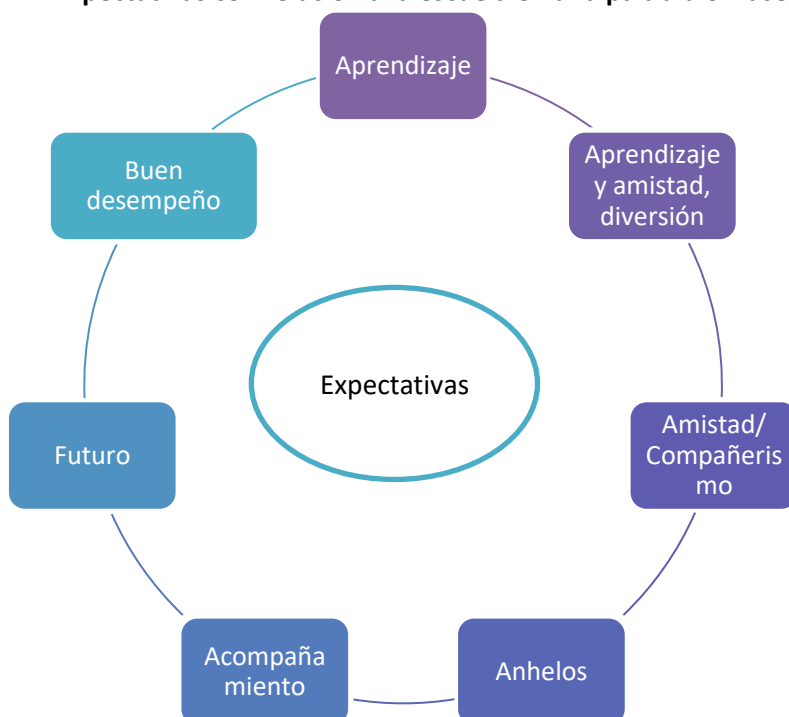 Aprendizaje
Aprendizaje
y amistad,
diversión
Amistad/
Compañeris
mo
Anhelos
Acompaña
miento
Futuro
Buen
desempeño
Expectativas